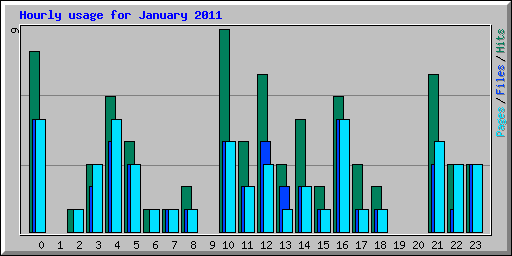 Hourly usage for January 2011
9
Pages/Files/Hits
0 1 2 3 4 5 6 7 8 9 10 11 12 13 14 15 16 17 18 19 20 21 22 23